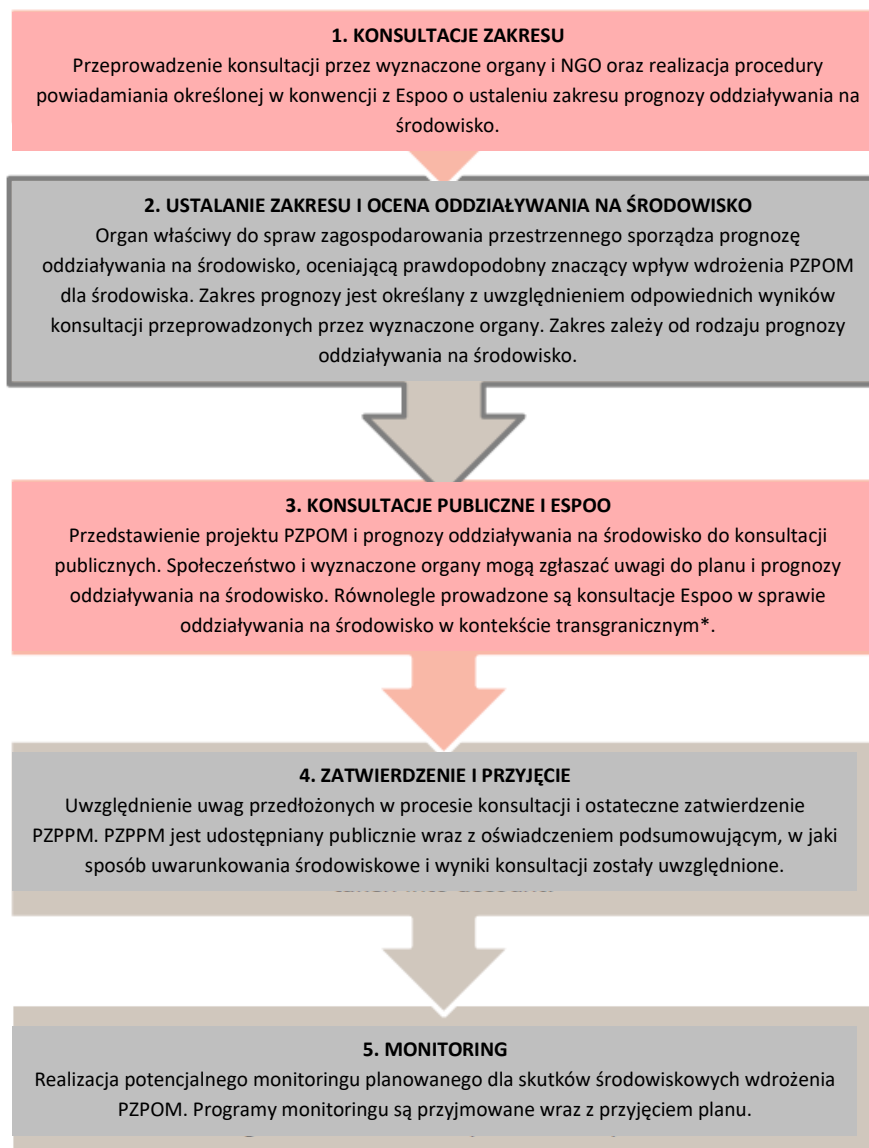 1. KONSULTACJE ZAKRESU
Przeprowadzenie konsultacji przez wyznaczone organy i NGO oraz realizacja procedury
powiadamiania określonej w konwencji z Espoo o ustaleniu zakresu prognozy oddziaływania na
środowisko.
2. USTALANIE ZAKRESU I OCENA ODDZIAŁYWANIA NA ŚRODOWISKO
Organ właściwy do spraw zagospodarowania przestrzennego sporządza prognozę
oddziaływania na środowisko, oceniającą prawdopodobny znaczący wpływ wdrożenia PZPOM
dla środowiska. Zakres prognozy jest określany z uwzględnieniem odpowiednich wyników
konsultacji przeprowadzonych przez wyznaczone organy. Zakres zależy od rodzaju prognozy
oddziaływania na środowisko.
3. KONSULTACJE PUBLICZNE I ESPOO
Przedstawienie projektu PZPOM i prognozy oddziaływania na środowisko do konsultacji
publicznych. Społeczeństwo i wyznaczone organy mogą zgłaszać uwagi do planu i prognozy
oddziaływania na środowisko. Równolegle prowadzone są konsultacje Espoo w sprawie
oddziaływania na środowisko w kontekście transgranicznym*.
4. ZATWIERDZENIE I PRZYJĘCIE
Uwzględnienie uwag przedłożonych w procesie konsultacji i ostateczne zatwierdzenie
PZPPM. PZPPM jest udostępniany publicznie wraz z oświadczeniem podsumowującym, w jaki
sposób uwarunkowania środowiskowe i wyniki konsultacji zostały uwzględnione.
5. MONITORING
Realizacja potencjalnego monitoringu planowanego dla skutków środowiskowych wdrożenia
PZPOM. Programy monitoringu są przyjmowane wraz z przyjęciem planu.